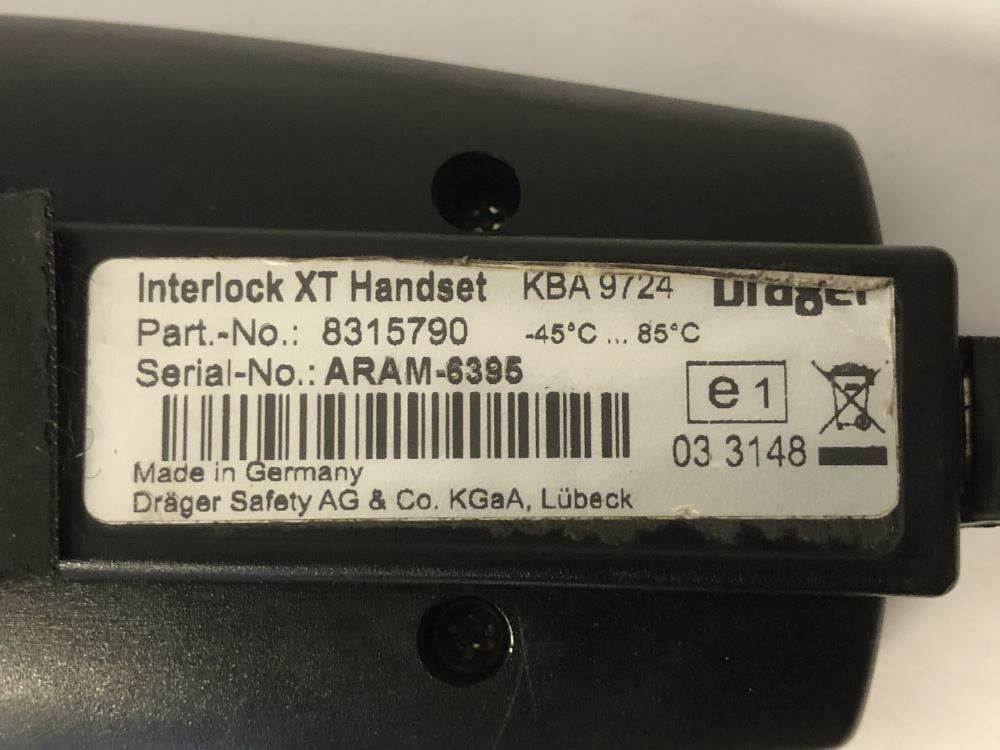 Interlock XT Handset KBA 9724 Dräger
Part.-No.: 8315790 -45°C ... 85°C
Serial-No.: ARAM-6395
e1
03 3148
Made in Germany
Dräger Safety AG & Co. KGaA, Lübeck